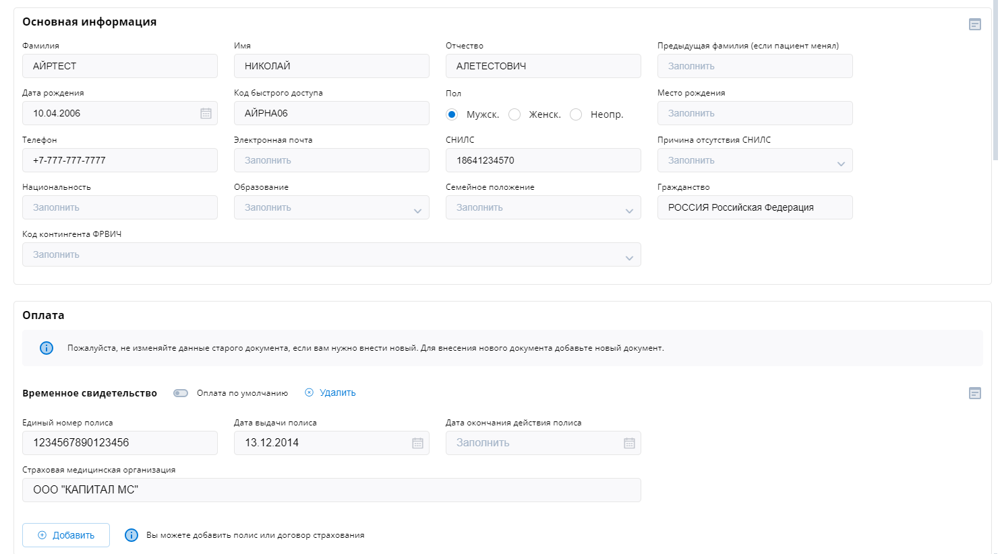 Основная информация
Фамилия Имя Отчество Предыдущая фамилия (если пациент менял)
АЙРТЕСТ НИКОЛАЙ АЛЕТЕСТОВИЧ Заполнить
Дата рождения Код быстрого доступа Пол Место рождения
10.04.2006 АЙРНА06 Мужск. Женск. Неопр. Заполнить
Телефон Электронная почта СНИЛС Причина отсутствия СНИЛС
+7-777-777-7777 Заполнить 18641234570 Заполнить
Национальность Образование Семейное положение Гражданство
Заполнить Заполнить Заполнить РОССИЯ Российская Федерация
Код контингента ФРВИЧ
Заполнить
Оплата
Пожалуйста, не изменяйте данные старого документа, если вам нужно внести новый. Для внесения нового документа добавьте новый документ.
Временное свидетельство Оплата по умолчанию Удалить
Единый номер полиса Дата выдачи полиса Дата окончания действия полиса
1234567890123456 13.12.2014 Заполнить
Страховая медицинская организация
ООО "КАПИТАЛ МС"
Добавить Вы можете добавить полис или договор страхования